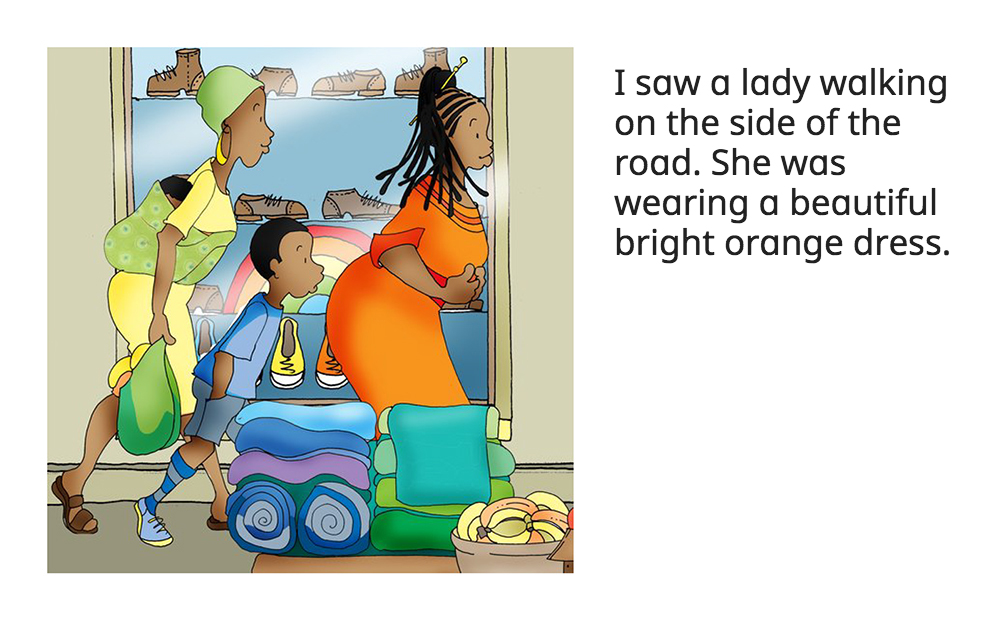 I saw a lady walking
on the side of the
road. She was
wearing a beautiful
bright orange dress.